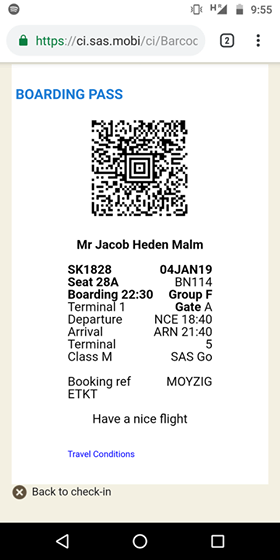 9:55
https://ci.sas.mobi/ci/Barcoc
2
BOARDING PASS
Mr Jacob Heden Malm
SK1828 04JAN19
Seat 28A BN114
Boarding 22:30 Group F
Terminal 1 Gate A
Departure NCE 18:40
Arrival ARN 21:40
Terminal 5
Class M SAS Go
Booking ref MOYZIG
ETKT
Have a nice flight
Travel Conditions
Back to check-in